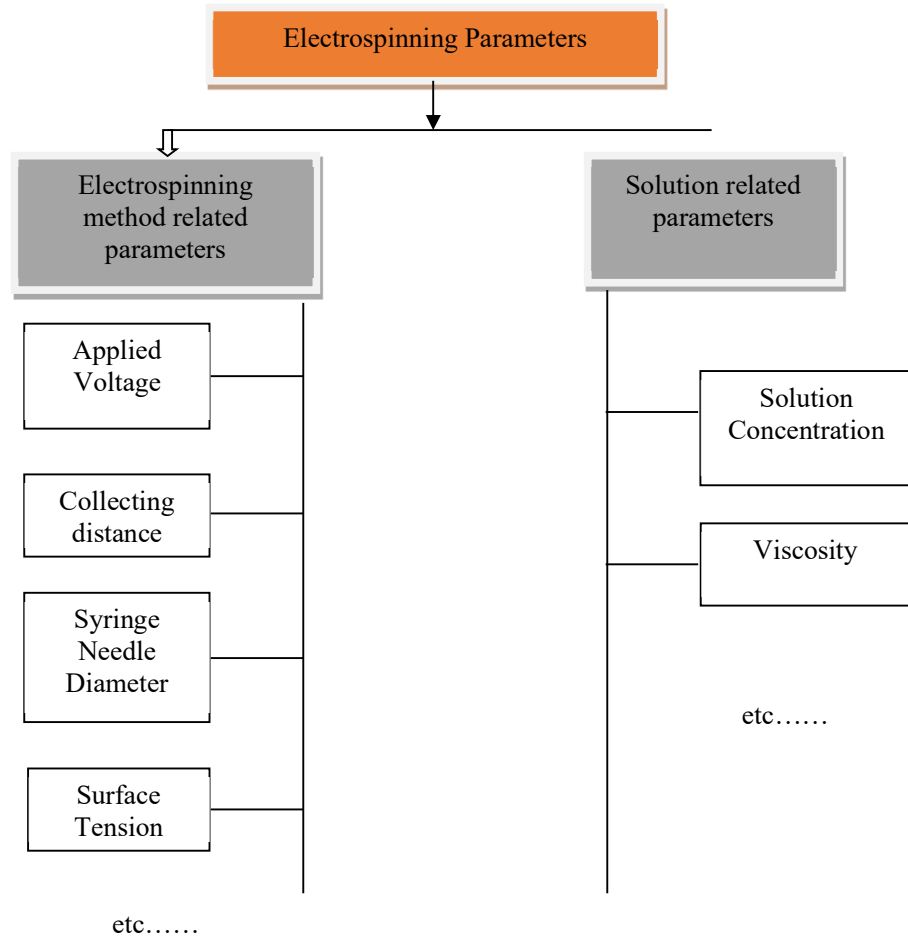 Electrospinning Parameters
Electrospinning
method related
parameters
Applied
Voltage
Collecting
distance
Syringe
Needle
Diameter
Surface
Tension
etc……
Solution related
parameters
Solution
Concentration
Viscosity
etc……